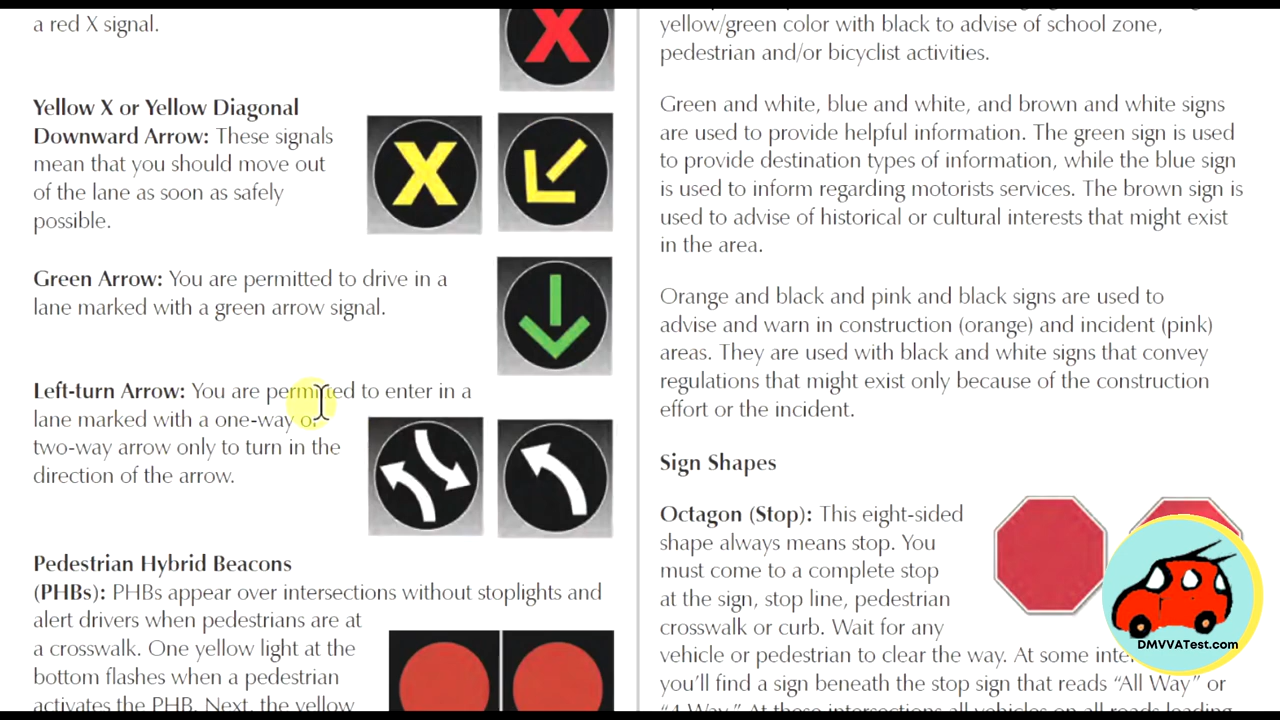 a red X signal.
Yellow X or Yellow Diagonal
Downward Arrow: These signals
mean that you should move out
of the lane as soon as safely
possible.
X
X
Green Arrow: You are permitted to drive in a
lane marked with a green arrow signal.
Left-turn Arrow: You are permitted to enter in a
lane marked with a one-way or
two-way arrow only to turn in the
direction of the arrow.
Pedestrian Hybrid Beacons
(PHBs): PHBs appear over intersections without stoplights and
alert drivers when pedestrians are at
a crosswalk. One yellow light at the
bottom flashes when a pedestrian
activates the PHB. Next, the yellow
yellow/green color with black to advise of school zone,
pedestrian and/or bicyclist activities.
Green and white, blue and white, and brown and white signs
are used to provide helpful information. The green sign is used
to provide destination types of information, while the blue sign
is used to inform regarding motorists services. The brown sign is
used to advise of historical or cultural interests that might exist
in the area.
Orange and black and pink and black signs are used to
advise and warn in construction (orange) and incident (pink)
areas. They are used with black and white signs that convey
regulations that might exist only because of the construction
effort or the incident.
Sign Shapes
Octagon (Stop): This eight-sided
shape always means stop. You
must come to a complete stop
at the sign, stop line, pedestrian
crosswalk or curb. Wait for any
vehicle or pedestrian to clear the way. At some
you'll find a sign beneath the stop sign that reads "All Way" or
"4-Way." At these intersections all vehicles on all roads leading
DMVVATest.com